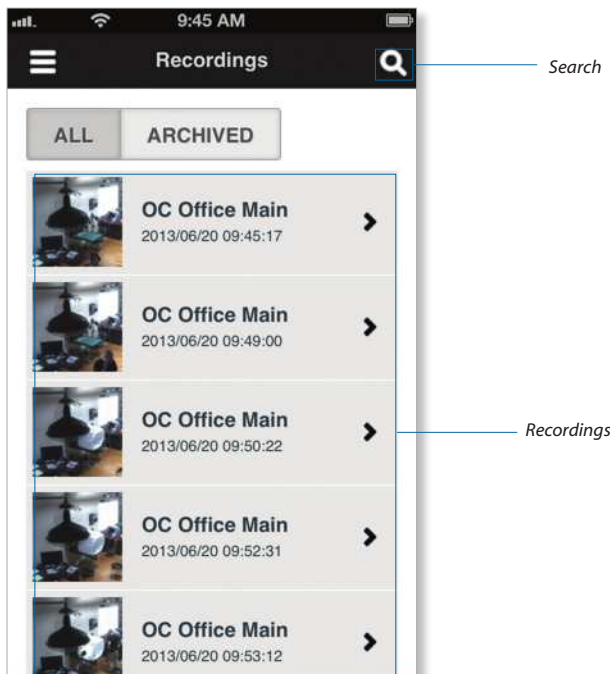 9:45 AM
Recordings
Search
ALL ARCHIVED
OC Office Main
2013/06/20 09:45:17
OC Office Main
2013/06/20 09:49:00
OC Office Main
2013/06/20 09:50:22
Recordings
OC Office Main
2013/06/20 09:52:31
OC Office Main
2013/06/20 09:53:12